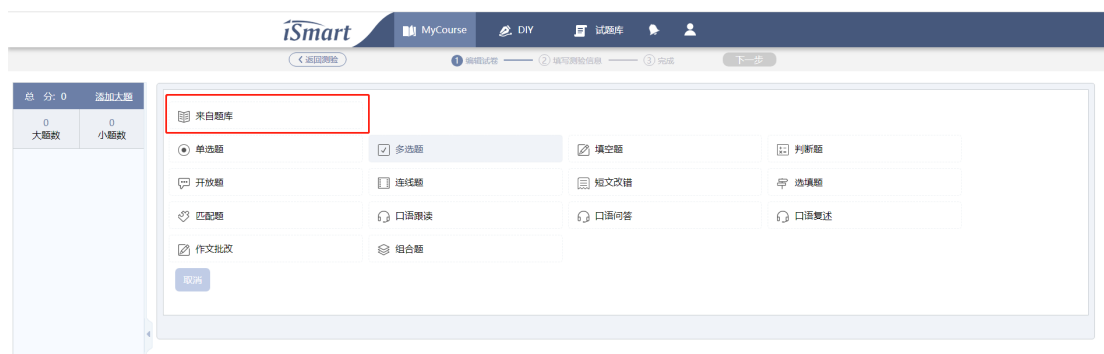 iSmart MyCourse DIY 试题库
く返回测验 1 编辑试卷 2 填写测验信息 3 完成 下一步
总 分: 0 添加大题
0 0
大题数 小题数
来自题库
单选题 多选题 填空题 判断题
开放题 连线题 短文改错 选填题
匹配题 口语跟读 口语问答 口语复述
作文批改 组合题
取消